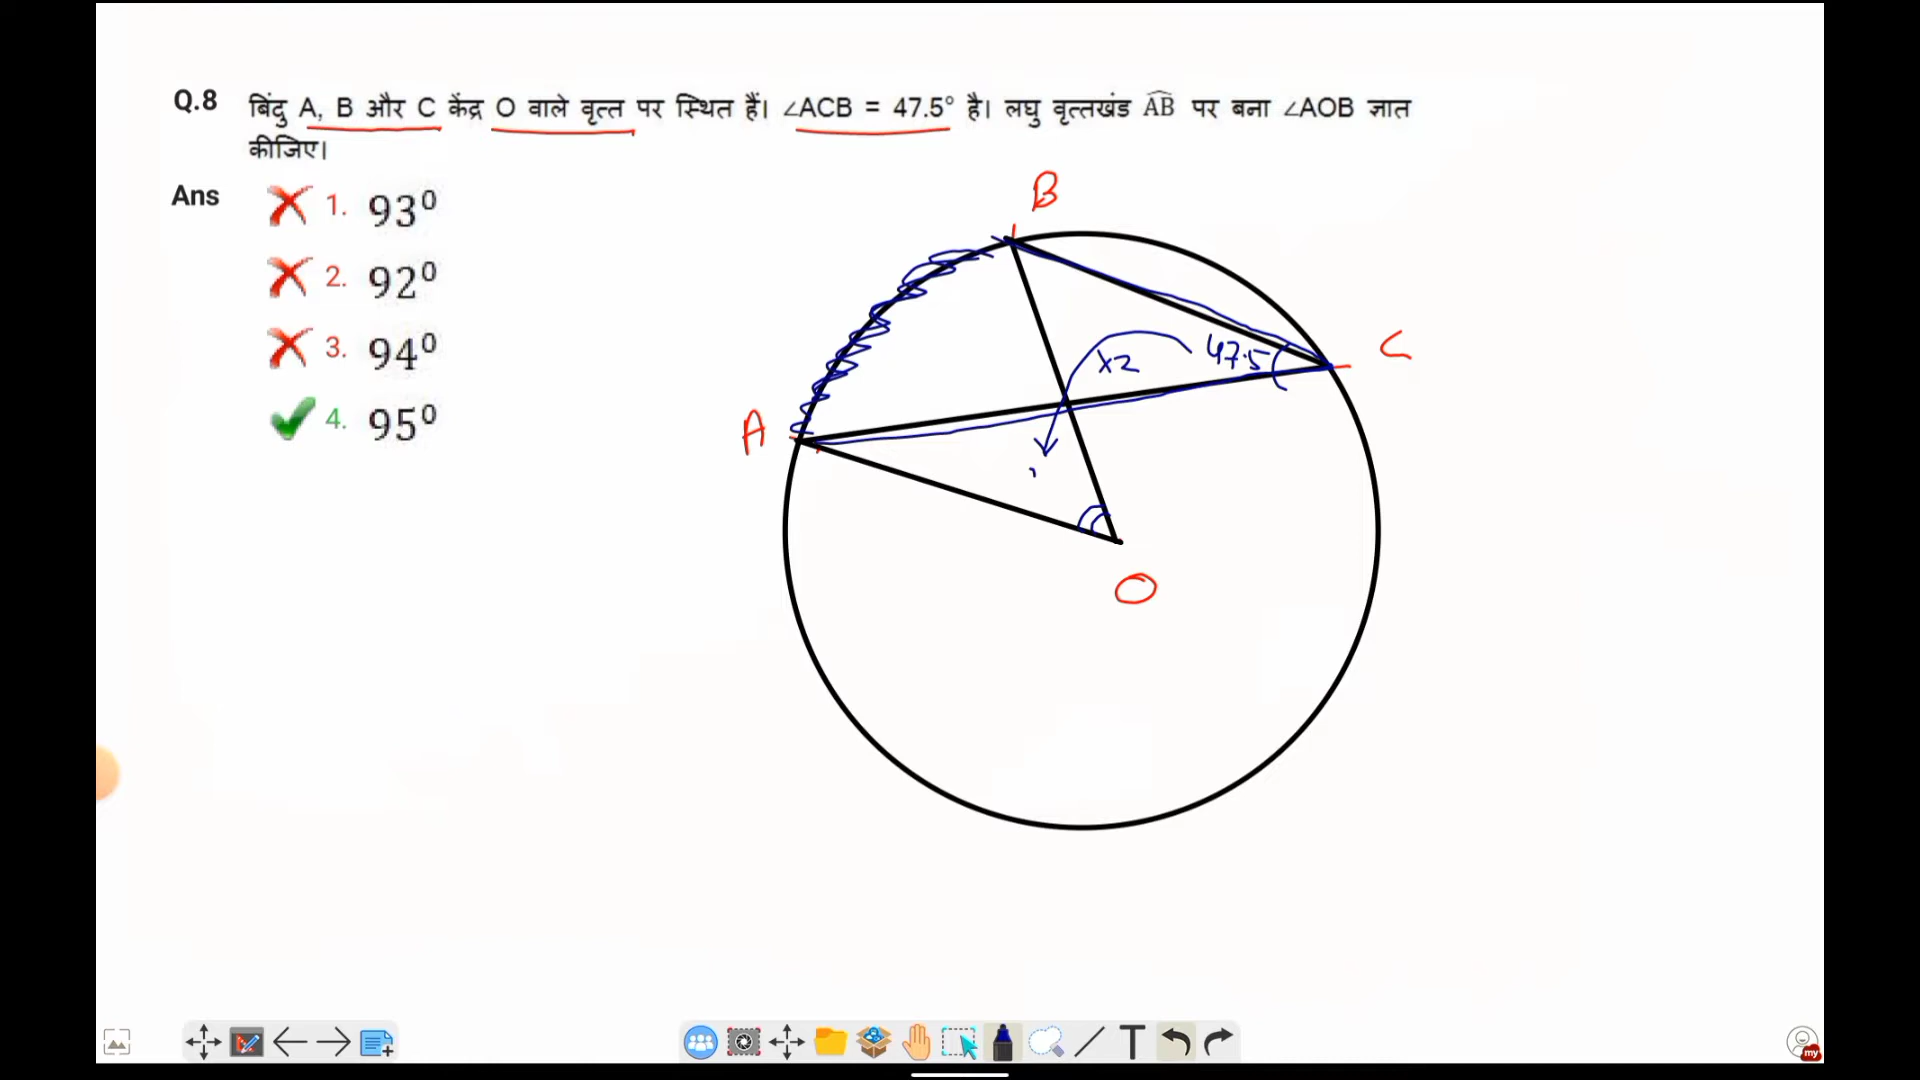 Q.8 बिंदु A, B और C केंद्र O वाले वृत्त पर स्थित हैं। ∠ACB = 47.5° है। लघु वृत्तखंड A͡B पर बना ∠AOB ज्ञात
कीजिए।
Ans
1. 93⁰
2. 92⁰
3. 94⁰
4. 95⁰
B
C
47.5
x2
A
O
T
my